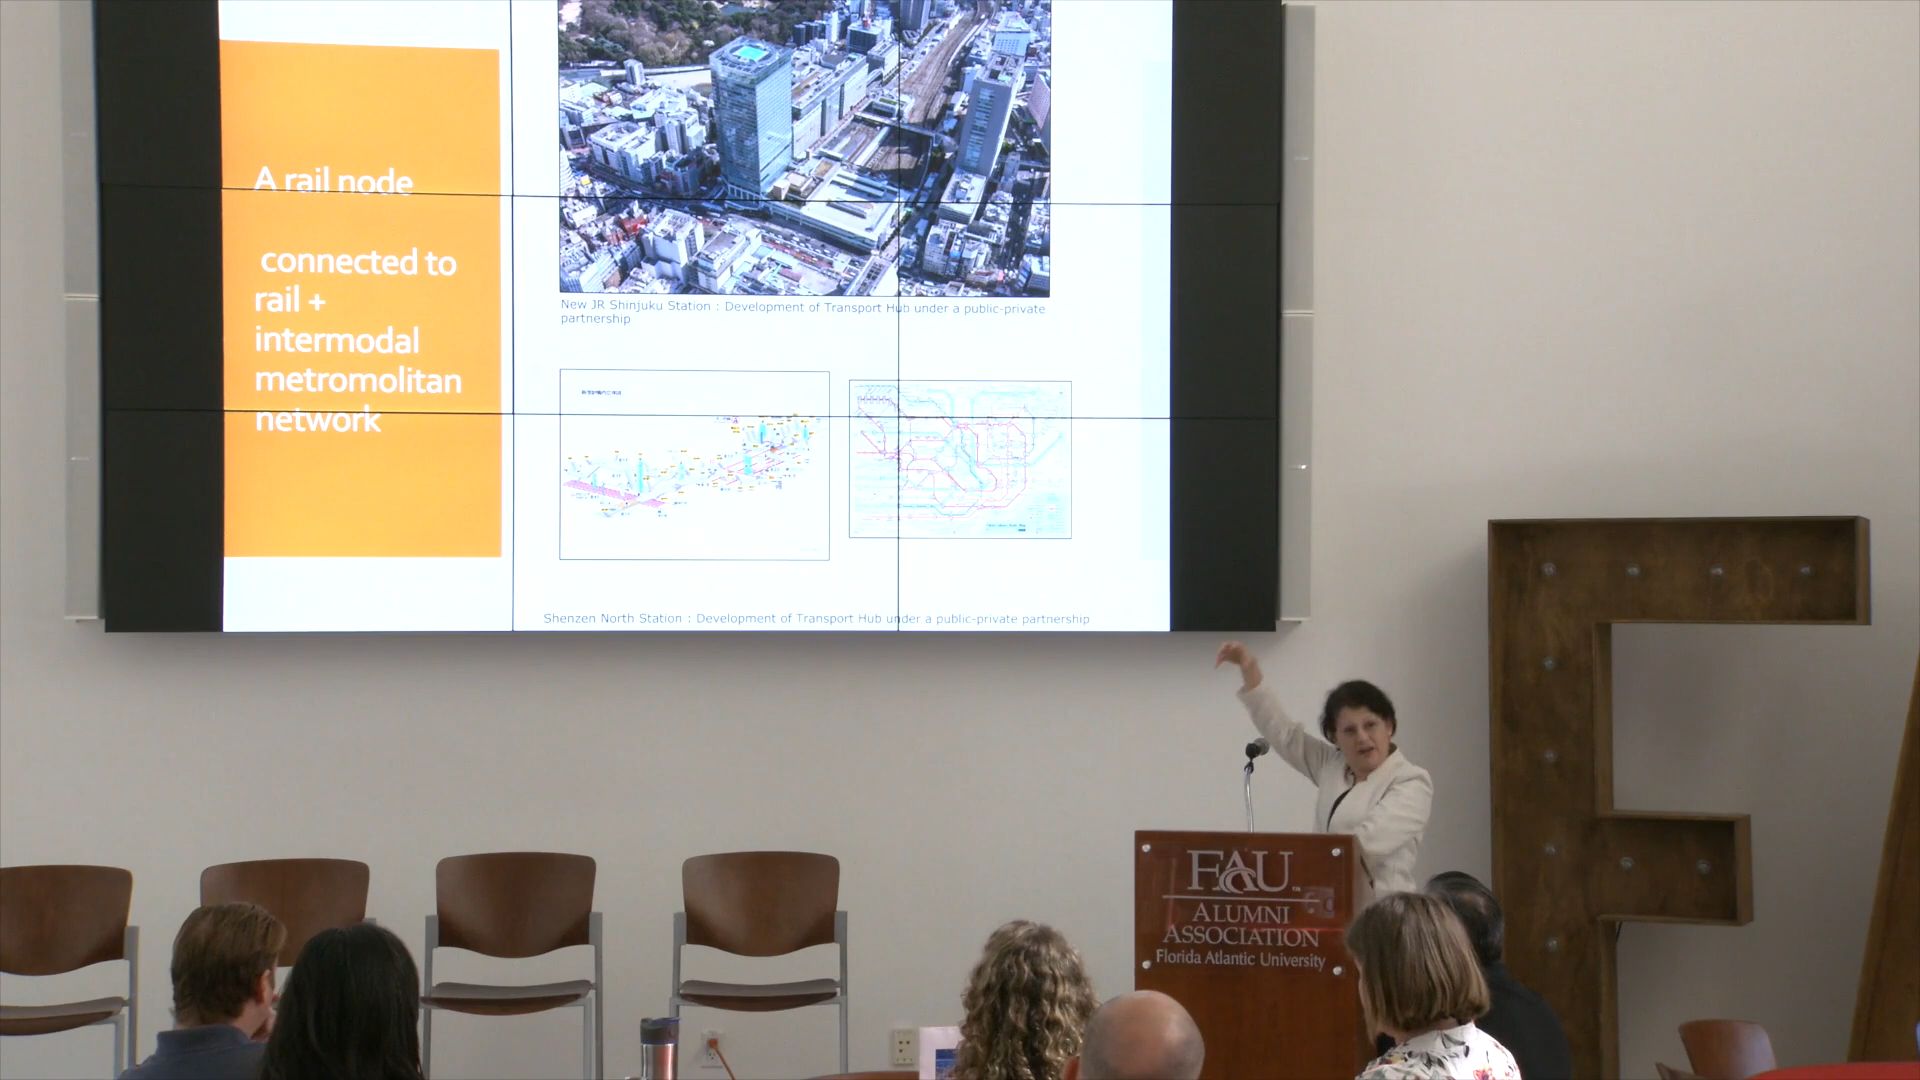 A rail node
connected to
rail +
intermodal
metromolitan
network
New JR Shinjuku Station : Development of Transport Hub under a public-private
partnership
Shenzen North Station : Development of Transport Hub under a public-private partnership
FAU
ALUMNI
ASSOCIATION
Florida Atlantic University
F